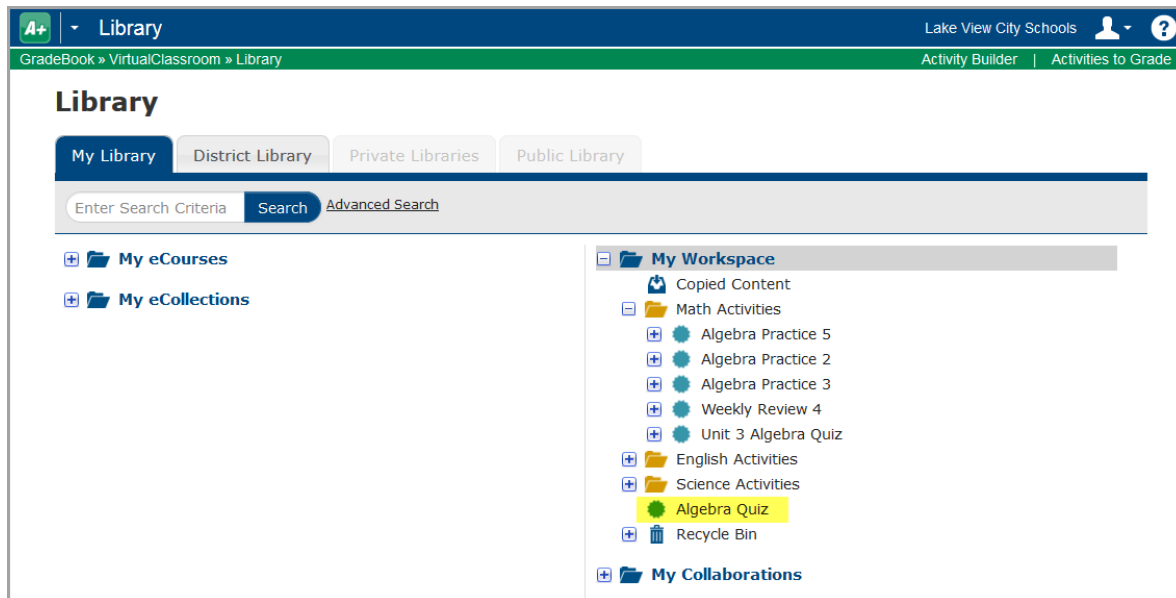 A+ Library Lake View City Schools ?
GradeBook » VirtualClassroom » Library Activity Builder | Activities to Grade
Library
My Library District Library Private Libraries Public Library
Enter Search Criteria Search Advanced Search
My eCourses
My eCollections
My Workspace
Copied Content
Math Activities
Algebra Practice 5
Algebra Practice 2
Algebra Practice 3
Weekly Review 4
Unit 3 Algebra Quiz
English Activities
Science Activities
Algebra Quiz
Recycle Bin
My Collaborations